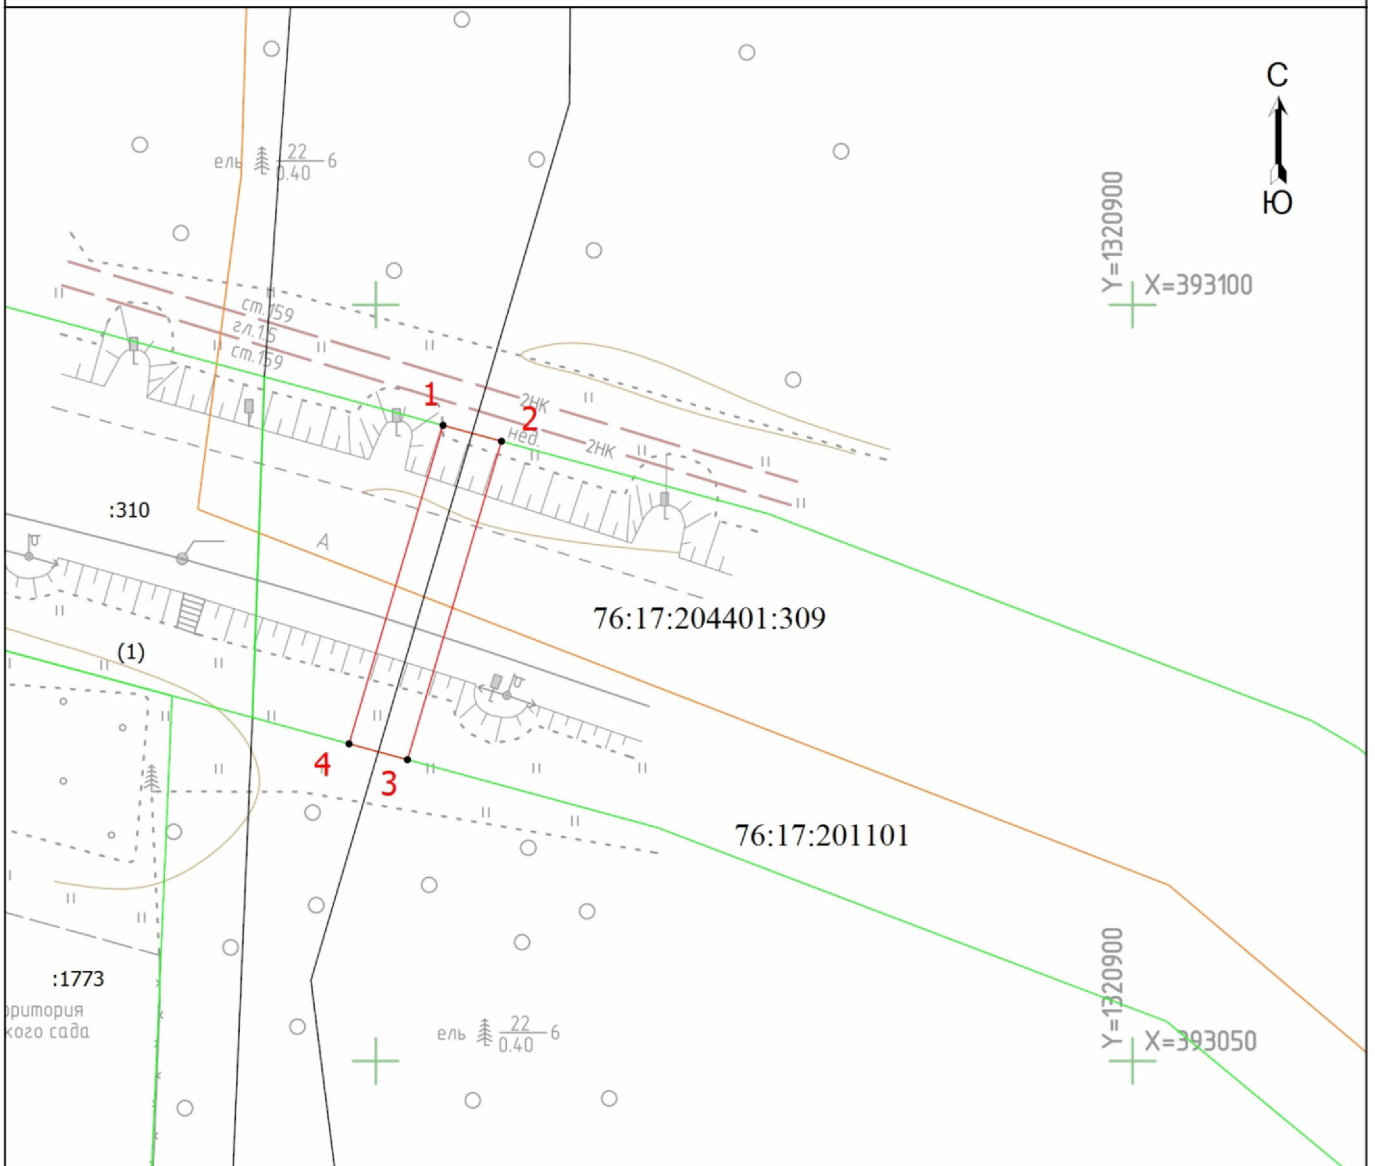 С
Ю
ель 22 6
0.40
Y=1320900
X=393100
ст.159
гл.1.5
ст.159
1
2НК
2
нед.
2НК
:310
А
76:17:204401:309
(1)
4
3
76:17:201101
:1773
рритория
кого сада
ель 22 6
0.40
Y=1320900
X=393050